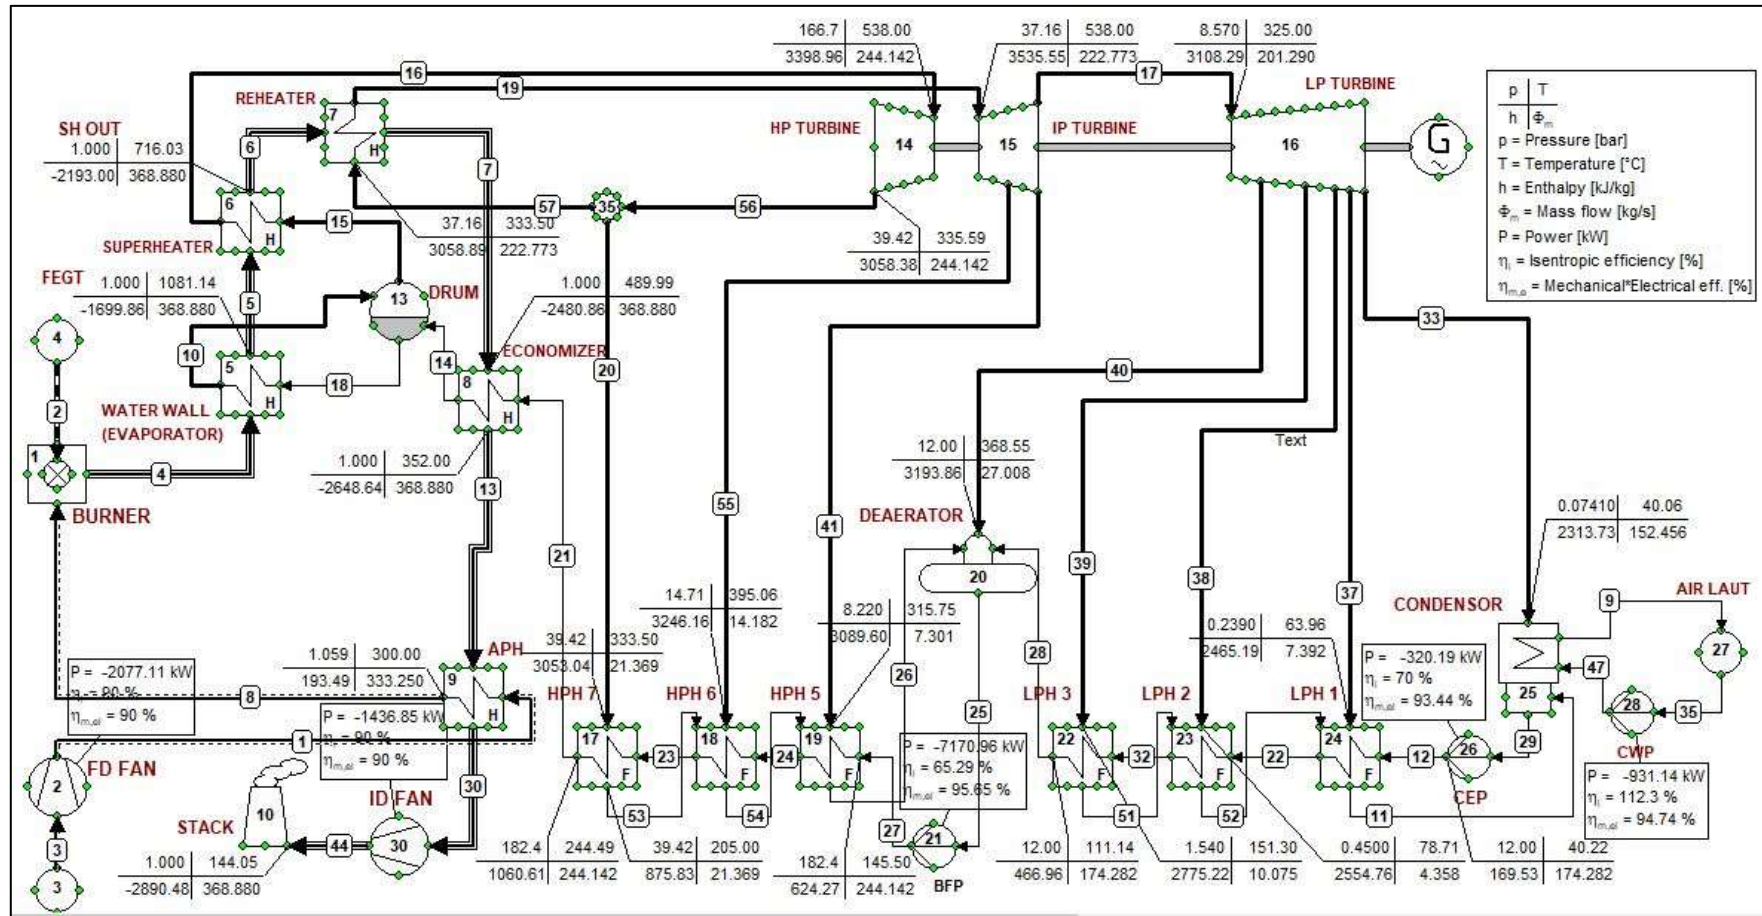 166.7 538.00
3398.96 244.142
37.16 538.00
3535.55 222.773
8.570 325.00
3108.29 201.290
LP TURBINE
p T
h Φm
p = Pressure [bar]
T = Temperature [°C]
h = Enthalpy [kJ/kg]
Φm = Mass flow [kg/s]
P = Power [kW]
ηi = Isentropic efficiency [%]
ηm,e = Mechanical*Electrical eff. [%]
16
19
17
REHEATER
7
H
SH OUT
1.000 716.03
-2193.00 368.880
6
7
HP TURBINE
14
15
IP TURBINE
16
G
~
6
H
SUPERHEATER
15
57
35
56
37.16 333.50
3058.89 222.773
39.42 335.59
3058.38 244.142
FEGT
1.000 1081.14
-1699.86 368.880
5
13
DRUM
1.000 489.99
-2480.86 368.880
33
4
10
5
H
18
14
ECONOMIZER
8
H
20
40
WATER WALL
(EVAPORATOR)
2
1
4
BURNER
1.000 352.00
-2648.64 368.880
13
Text
12.00 368.55
3193.86 27.008
DEAERATOR
20
55
41
39
38
37
21
0.07410 40.06
2313.73 152.456
14.71 395.06
3246.16 14.182
8.220 315.75
3089.60 7.301
0.2390 63.96
2465.19 7.392
CONDENSOR
9
AIR LAUT
27
25
47
28
35
CWP
39.42 333.50
3053.04 21.369
APH
9
H
1.059 300.00
193.49 333.250
P = -2077.11 kW
ηi = 90 %
ηm,el = 90 %
8
P = -1436.85 kW
ηi = 90 %
ηm,el = 90 %
1
HPH 7
HPH 6
HPH 5
26
25
28
LPH 3
LPH 2
LPH 1
P = -320.19 kW
ηi = 70 %
ηm,el = 93.44 %
17
F
23
18
F
24
19
F
P = -7170.96 kW
ηi = 65.29 %
ηm,el = 95.65 %
22
F
32
23
F
22
24
F
12
26
29
CEP
P = -931.14 kW
ηi = 112.3 %
ηm,el = 94.74 %
2
FD FAN
3
3
10
STACK
ID FAN
30
30
44
53
54
27
21
BFP
51
52
11
1.000 144.05
-2890.48 368.880
182.4 244.49
1060.61 244.142
39.42 205.00
875.83 21.369
182.4 145.50
624.27 244.142
12.00 111.14
466.96 174.282
1.540 151.30
2775.22 10.075
0.4500 78.71
2554.76 4.358
12.00 40.22
169.53 174.282